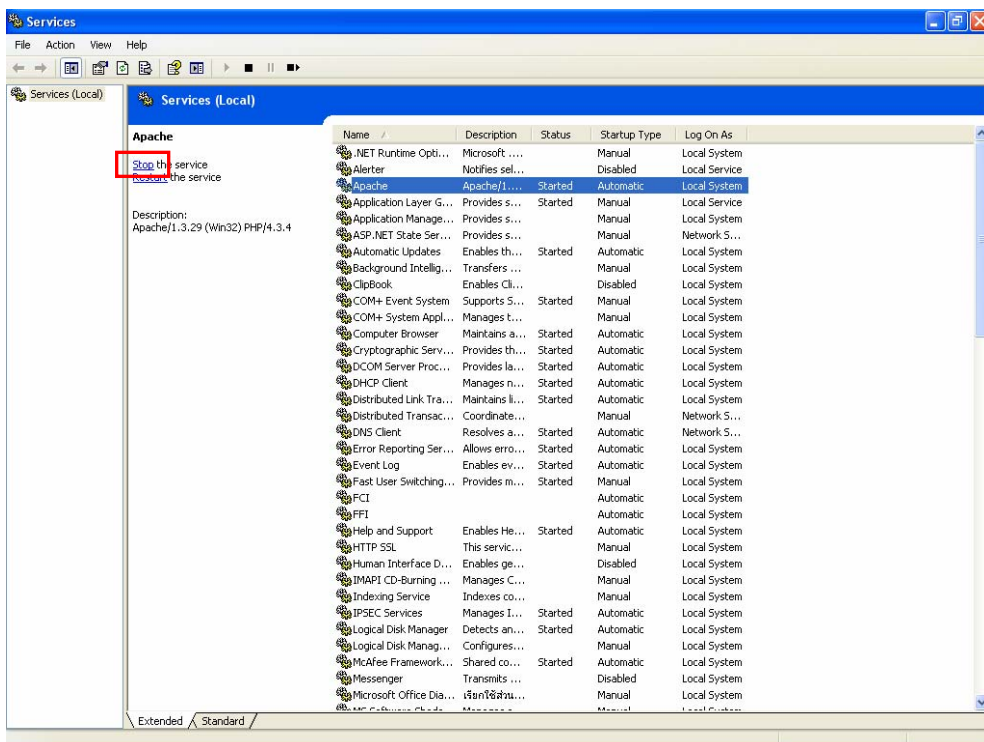 Services
File Action View Help
Services (Local)
Services (Local)
Apache
Stop the service
Restart the service
Description:
Apache/1.3.29 (Win32) PHP/4.3.4
Name Description Status Startup Type Log On As
.NET Runtime Opti... Microsoft .... Manual Local System
Alerter Notifies sel... Disabled Local Service
Apache Apache/1.... Started Automatic Local System
Application Layer G... Provides s... Started Manual Local Service
Application Manage... Provides s... Manual Local System
ASP.NET State Ser... Provides s... Manual Network S...
Automatic Updates Enables th... Started Automatic Local System
Background Intellig... Transfers ... Manual Local System
ClipBook Enables Cli... Disabled Local System
COM+ Event System Supports S... Started Manual Local System
COM+ System Appl... Manages t... Manual Local System
Computer Browser Maintains a... Started Automatic Local System
Cryptographic Serv... Provides th... Started Automatic Local System
DCOM Server Proc... Provides la... Started Automatic Local System
DHCP Client Manages n... Started Automatic Local System
Distributed Link Tra... Maintains li... Started Automatic Local System
Distributed Transac... Coordinate... Manual Network S...
DNS Client Resolves a... Started Automatic Network S...
Error Reporting Ser... Allows erro... Started Automatic Local System
Event Log Enables ev... Started Automatic Local System
Fast User Switching... Provides m... Started Manual Local System
FCI Automatic Local System
FFI Automatic Local System
Help and Support Enables He... Started Automatic Local System
HTTP SSL This servic... Manual Local System
Human Interface D... Enables ge... Disabled Local System
IMAPI CD-Burning ... Manages C... Manual Local System
Indexing Service Indexes co... Manual Local System
IPSEC Services Manages I... Started Automatic Local System
Logical Disk Manager Detects an... Started Automatic Local System
Logical Disk Manag... Configures... Manual Local System
McAfee Framework... Shared co... Started Automatic Local System
Messenger Transmits ... Disabled Local System
Microsoft Office Dia... เรียกใช้ส่วน... Manual Local System
Extended Standard